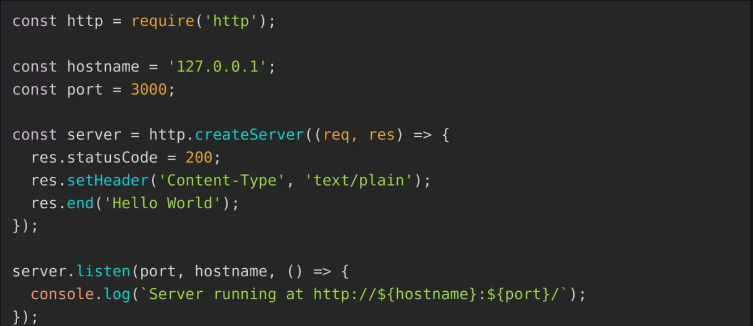 const http = require('http');

const hostname = '127.0.0.1';
const port = 3000;

const server = http.createServer((req, res) => {
  res.statusCode = 200;
  res.setHeader('Content-Type', 'text/plain');
  res.end('Hello World');
});

server.listen(port, hostname, () => {
  console.log(`Server running at http://${hostname}:${port}/`);
});